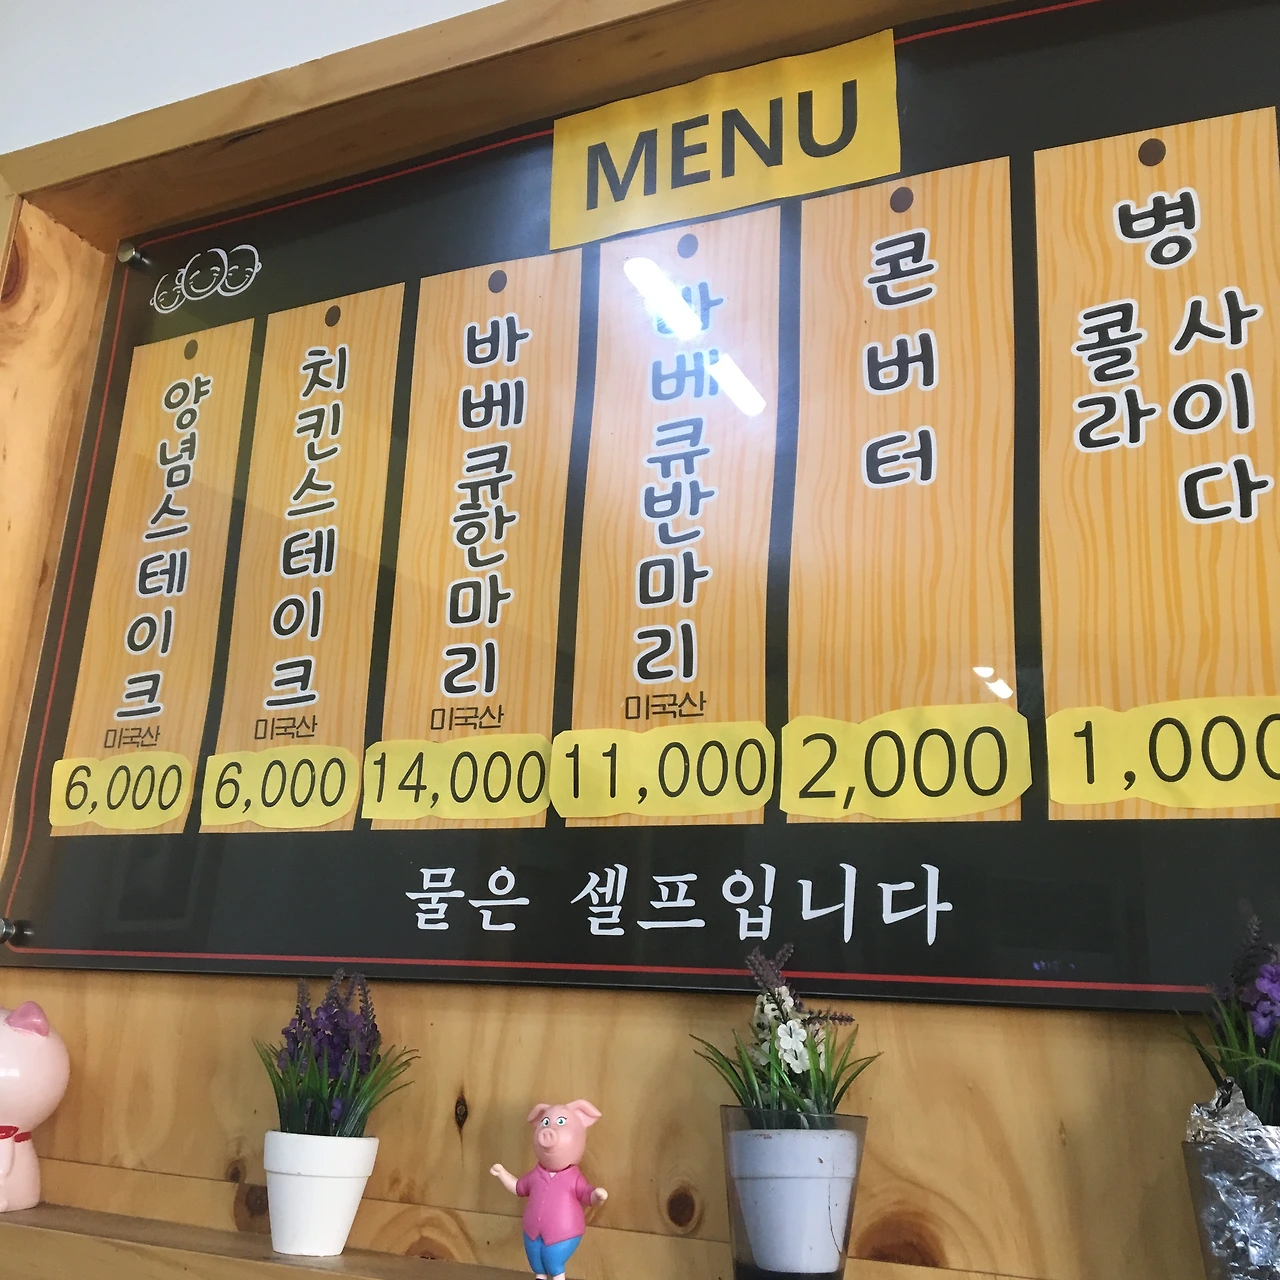 MENU
양념스테이크
미국산
6,000
치킨스테이크
미국산
6,000
바베큐한마리
미국산
14,000
바베큐반마리
미국산
11,000
콘버터
2,000
병
콜라
사이다
1,000
물은 셀프입니다